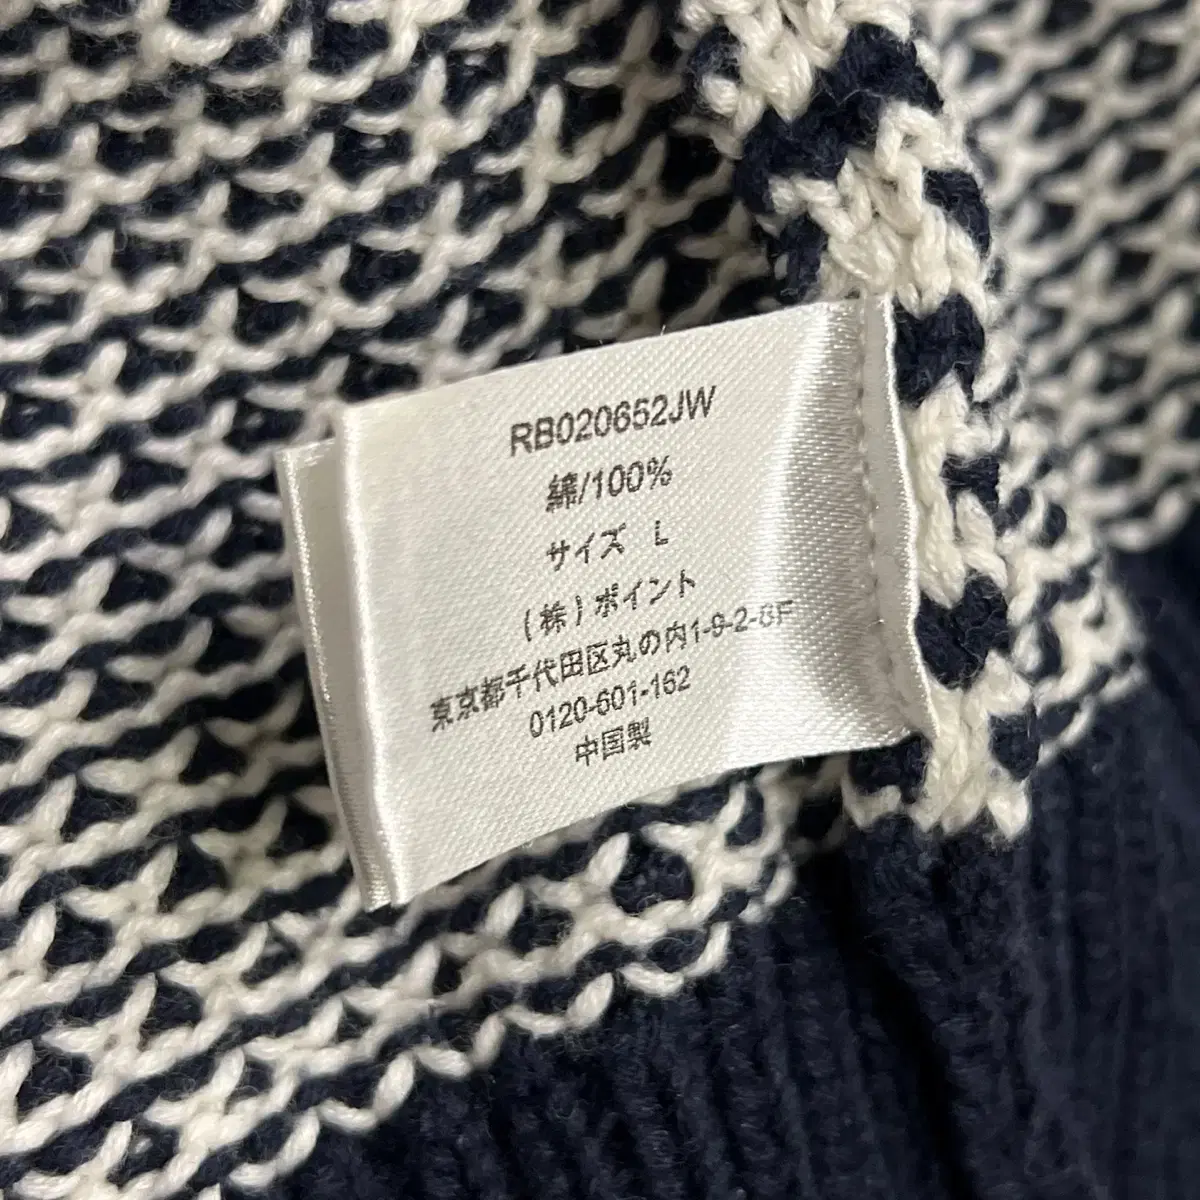 RB020652JW
綿/100%
サイズ L
(株)ポイント
東京都千代田区丸の内1-9-2-8F
0120-601-162
中国製